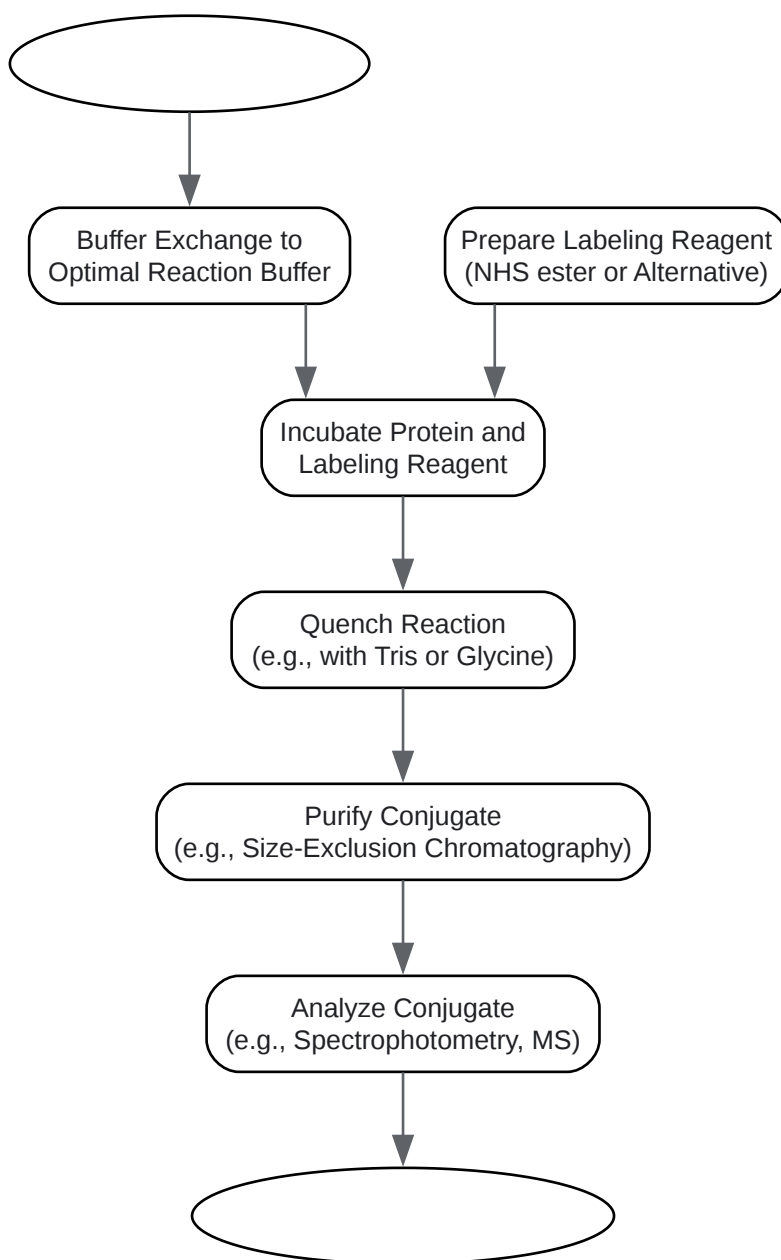 Buffer Exchange to
Optimal Reaction Buffer
Prepare Labeling Reagent
(NHS ester or Alternative)
Incubate Protein and
Labeling Reagent
Quench Reaction
(e.g., with Tris or Glycine)
Purify Conjugate
(e.g., Size-Exclusion Chromatography)
Analyze Conjugate
(e.g., Spectrophotometry, MS)